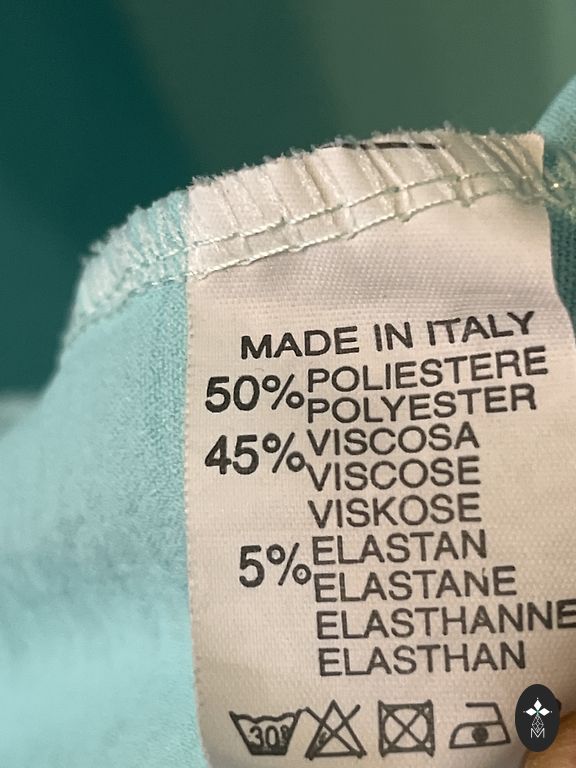 MADE IN ITALY
50% POLIESTERE
POLYESTER
45% VISCOSA
VISCOSE
VISKOSE
5% ELASTAN
ELASTANE
ELASTHANNE
ELASTHAN
30°
M